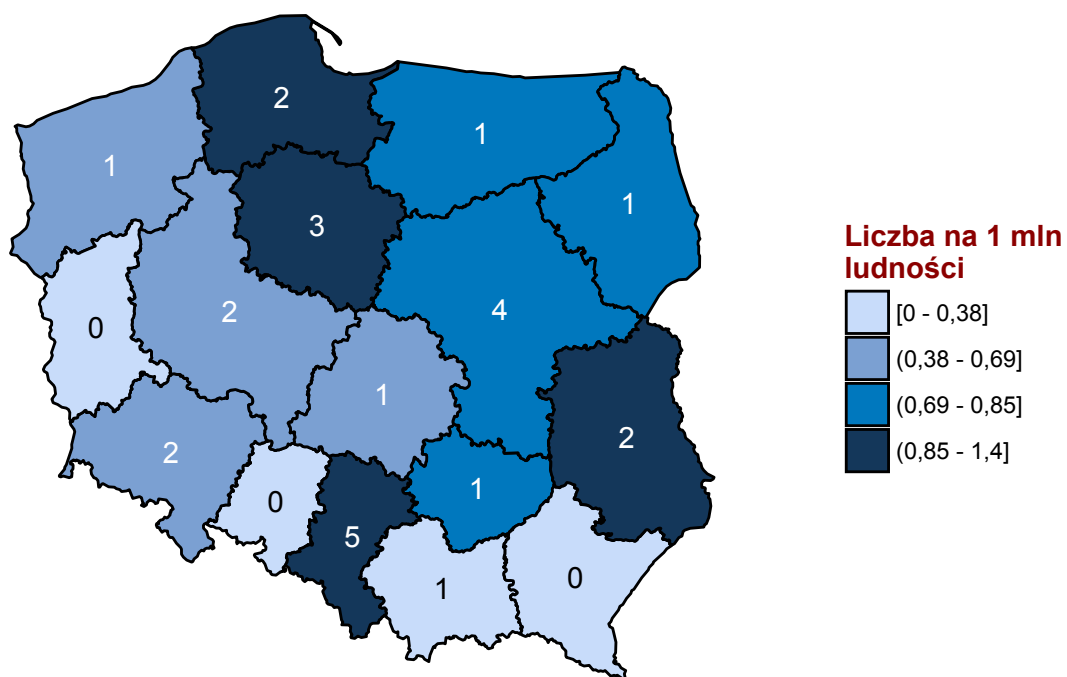 2
1
1
1
3
0
2
4
1
2
2
0
1
5
1
0
Liczba na 1 mln
ludności
[0 - 0,38]
(0,38 - 0,69]
(0,69 - 0,85]
(0,85 - 1,4]